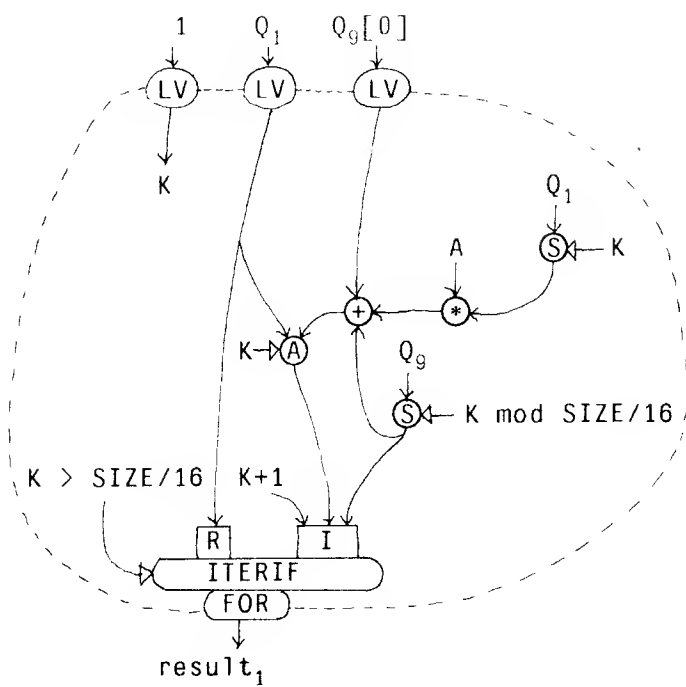 1 Q₁ Q₉[0]
LV LV LV
K
Q₁
A S K
+ *
K A
Q₉
S K mod SIZE/16
K > SIZE/16 K+1
R I
ITERIF
FOR
result₁